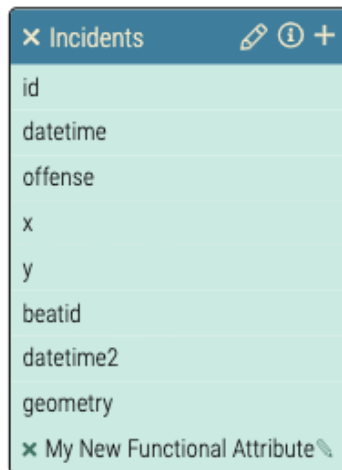 Incidents
id
datetime
offense
x
y
beatid
datetime2
geometry
My New Functional Attribute